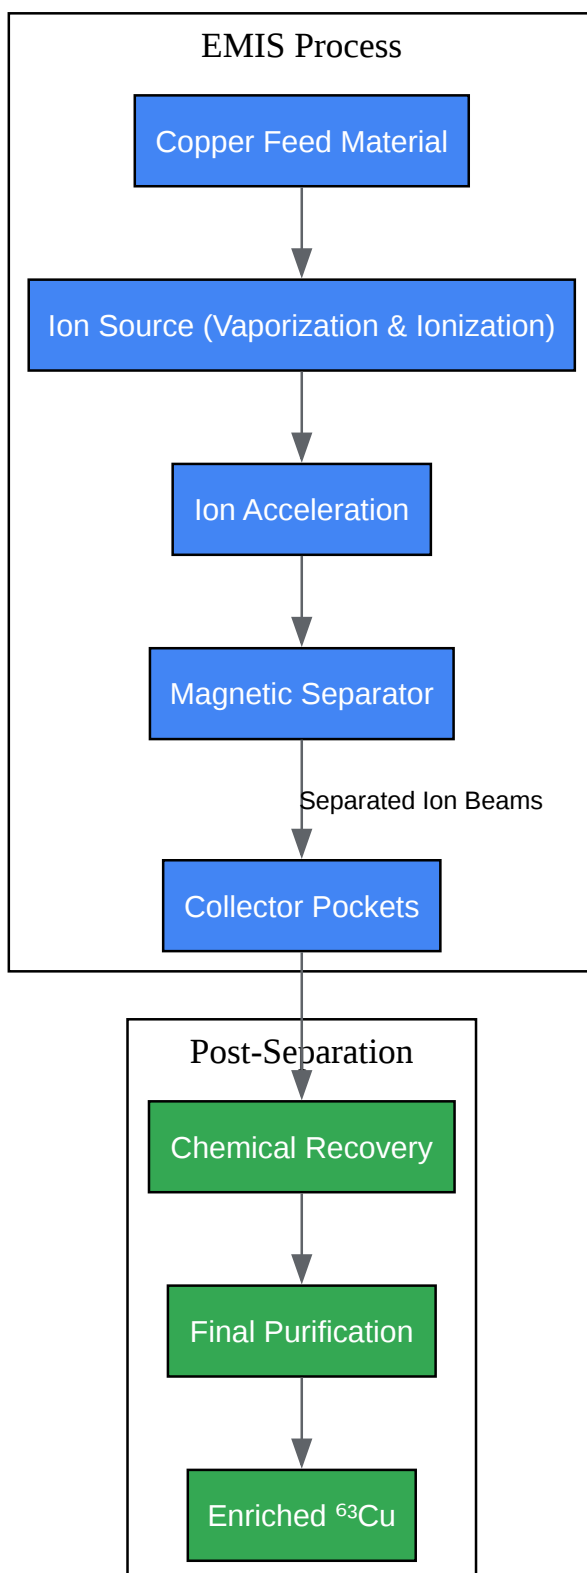 EMIS Process
Copper Feed Material
Ion Source (Vaporization & Ionization)
Ion Acceleration
Magnetic Separator
Separated Ion Beams
Collector Pockets
Post-Separation
Chemical Recovery
Final Purification
Enriched ⁶³Cu